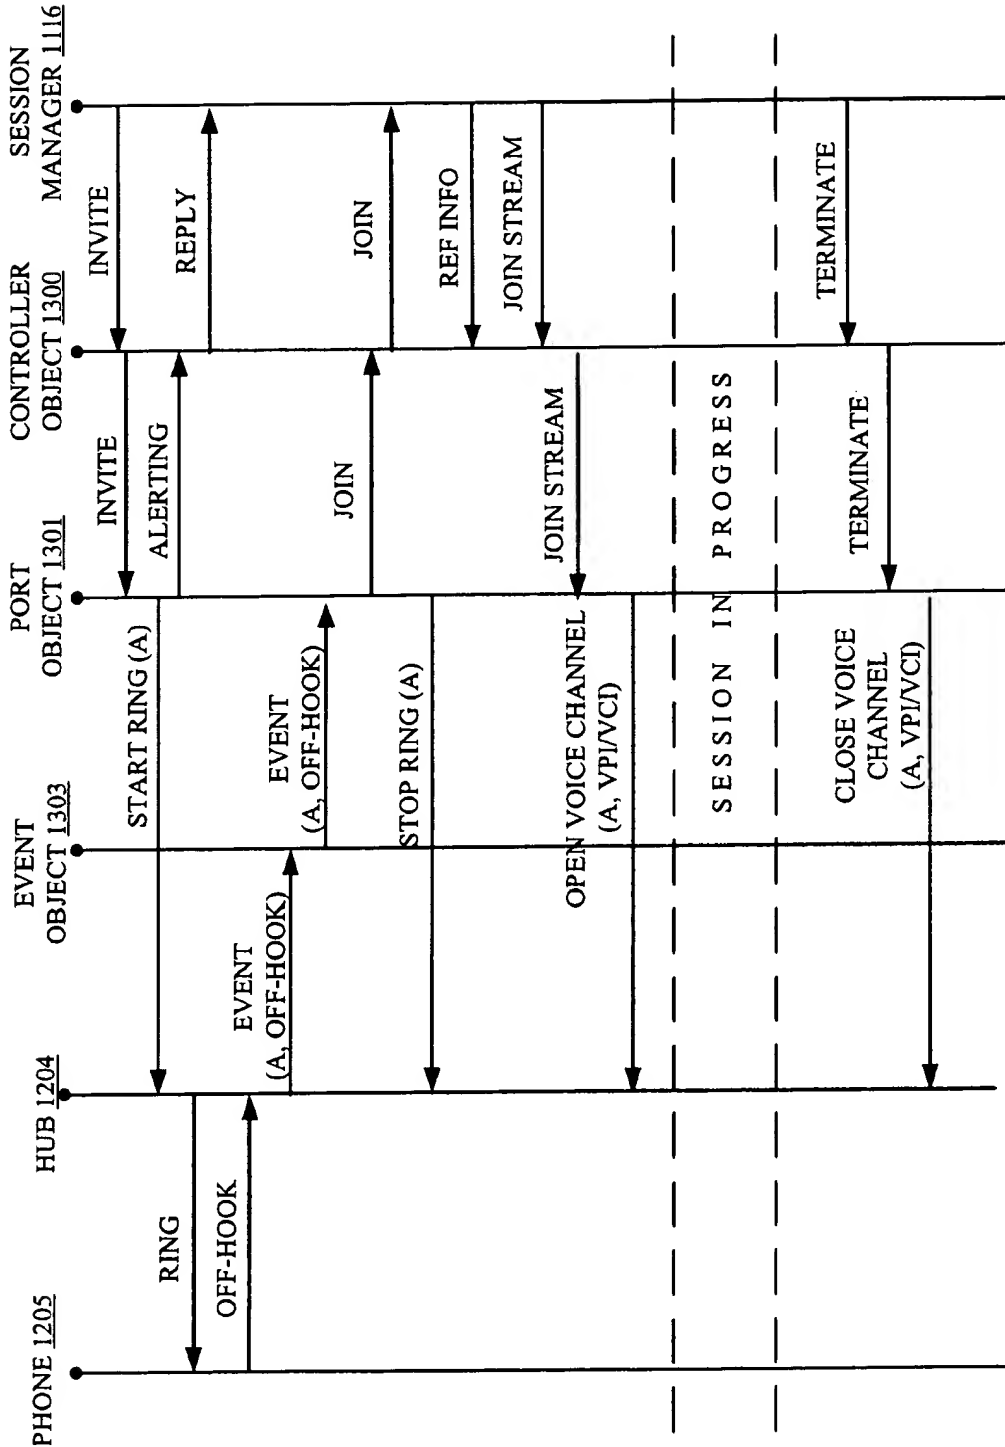 PHONE 1205
HUB 1204
EVENT
OBJECT 1303
PORT
OBJECT 1301
CONTROLLER
OBJECT 1300
SESSION
MANAGER 1116
INVITE
INVITE
START RING (A)
ALERTING
RING
REPLY
OFF-HOOK
EVENT
(A, OFF-HOOK)
EVENT
(A, OFF-HOOK)
JOIN
JOIN
STOP RING (A)
REF INFO
JOIN STREAM
JOIN STREAM
OPEN VOICE CHANNEL
(A, VPI/VCI)
SESSION IN PROGRESS
TERMINATE
TERMINATE
CLOSE VOICE
CHANNEL
(A, VPI/VCI)